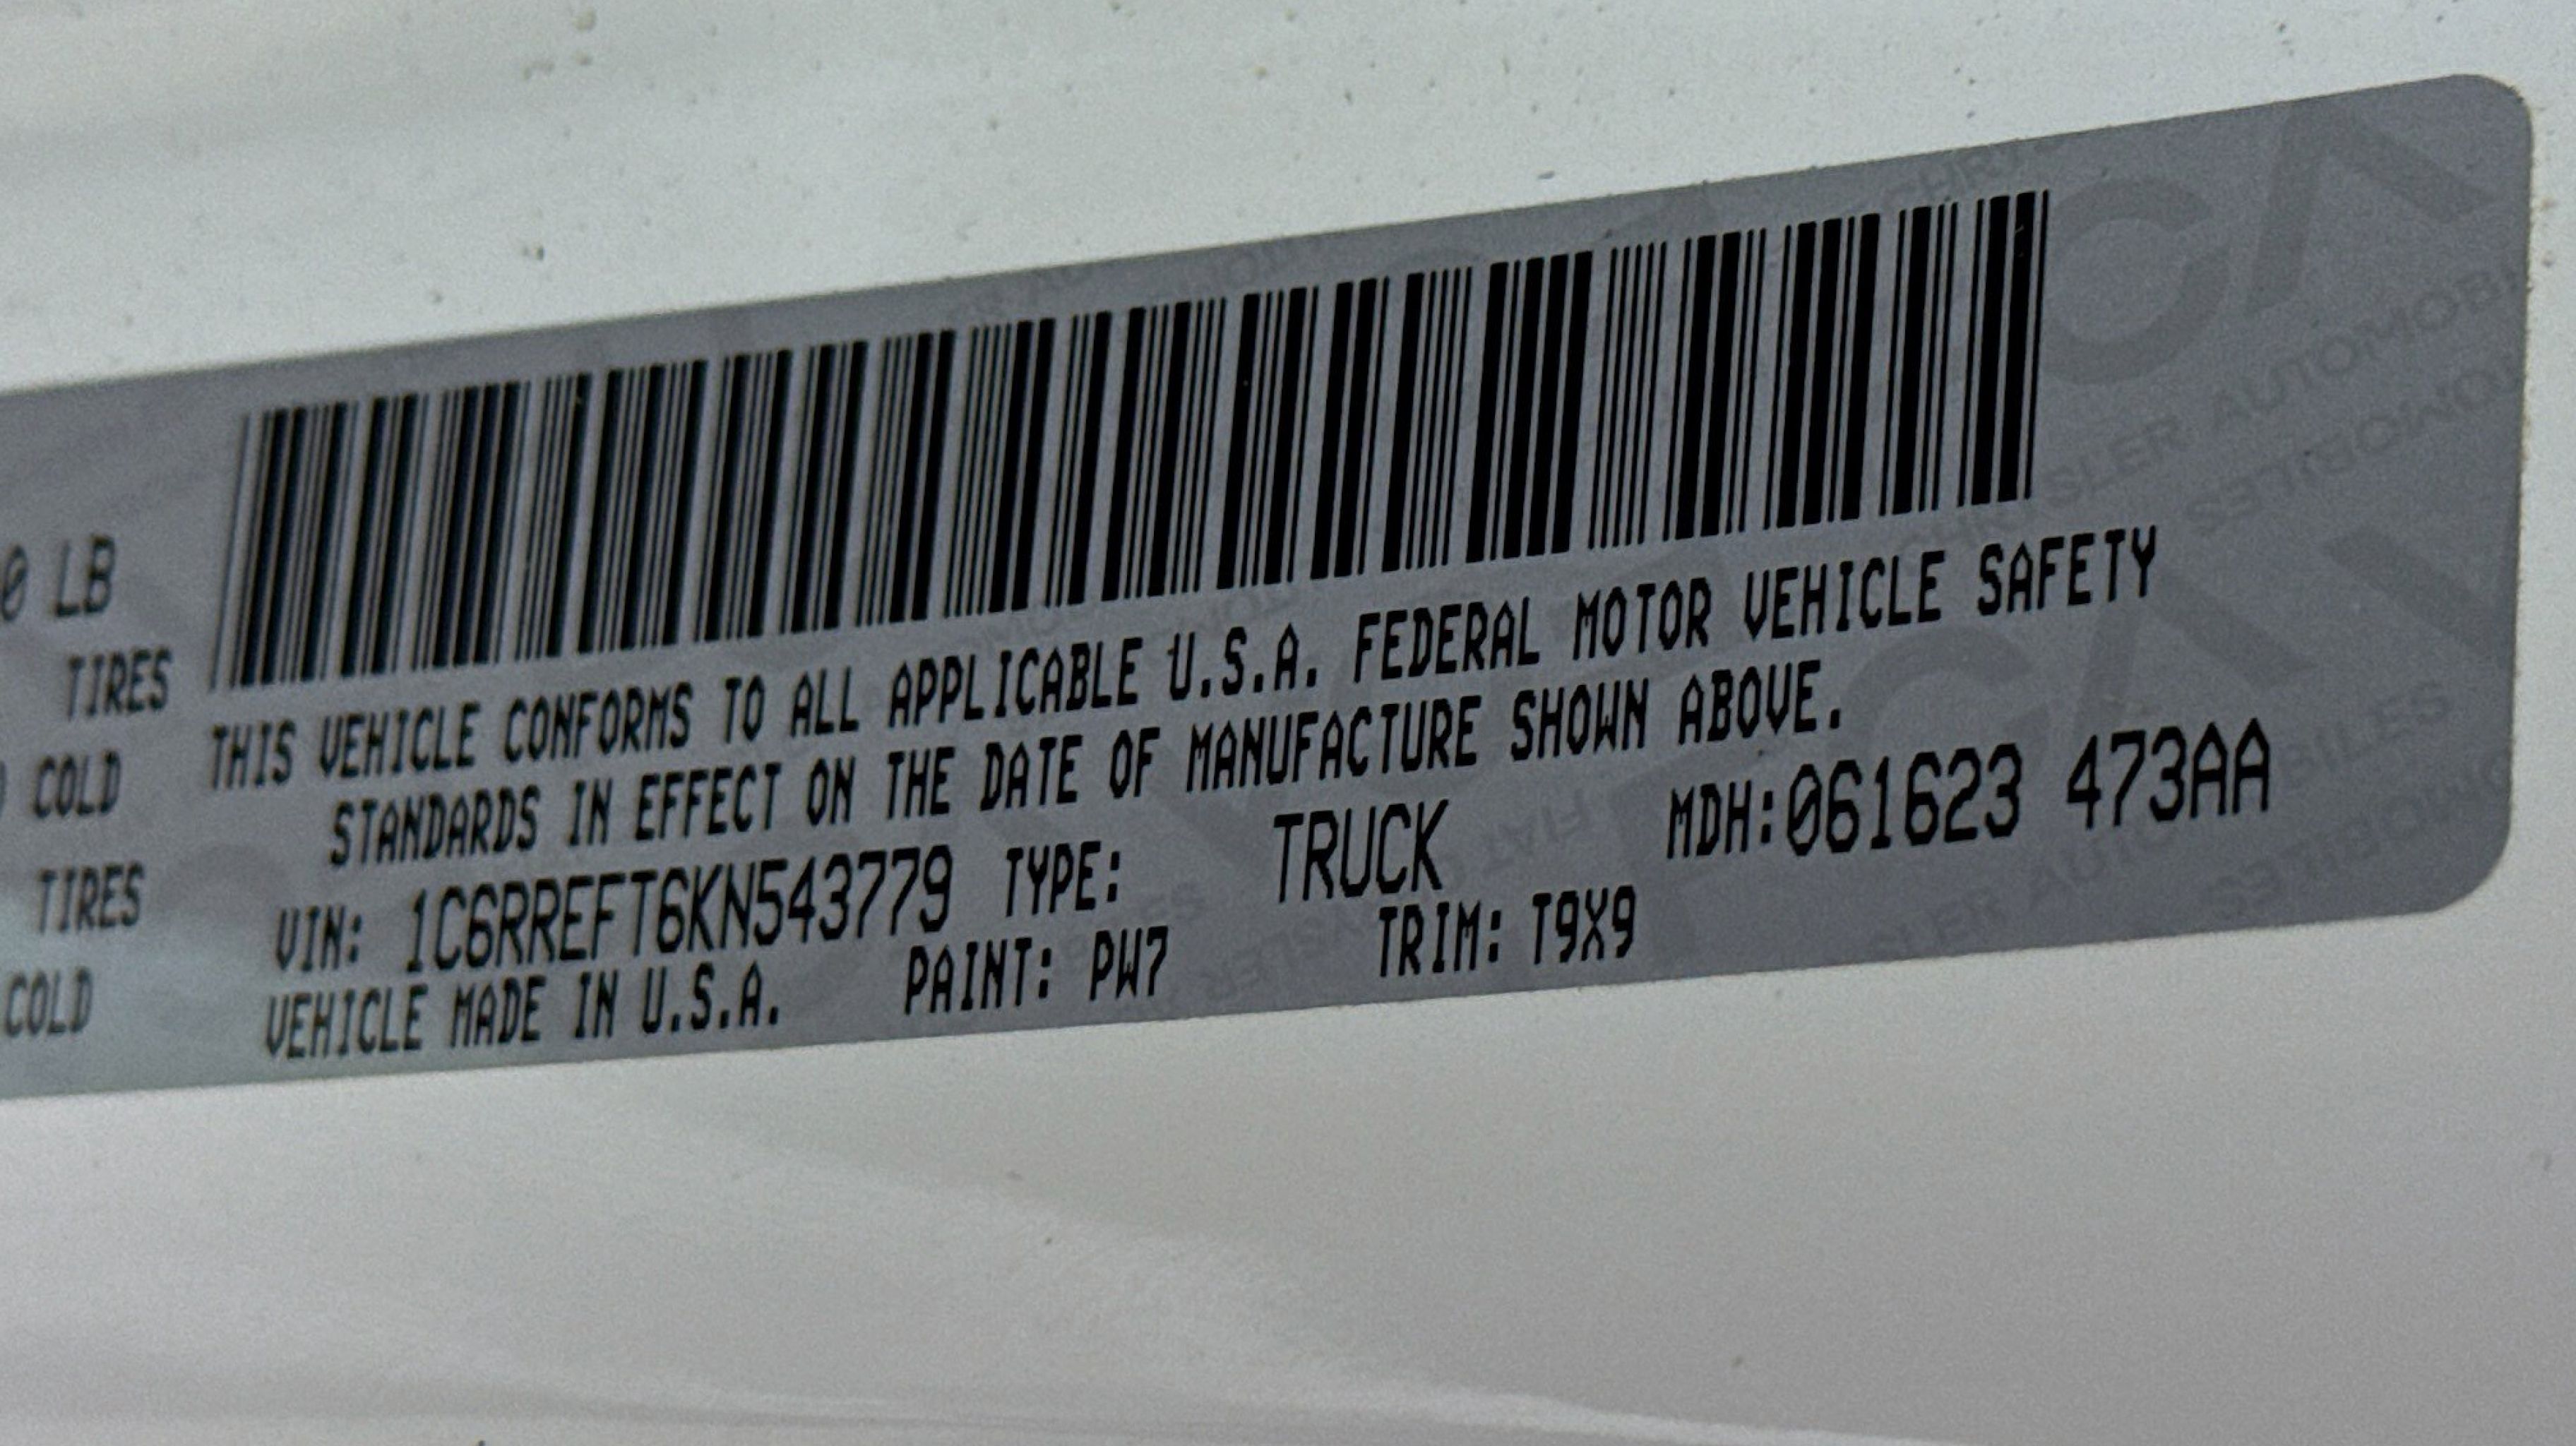 0 LB
TIRES
COLD
TIRES
COLD
THIS VEHICLE CONFORMS TO ALL APPLICABLE U.S.A. FEDERAL MOTOR VEHICLE SAFETY
STANDARDS IN EFFECT ON THE DATE OF MANUFACTURE SHOWN ABOVE.
VIN: 1C6RREFT6KN543779 TYPE: TRUCK MDH:061623 473AA
VEHICLE MADE IN U.S.A. PAINT: PW7 TRIM: T9X9